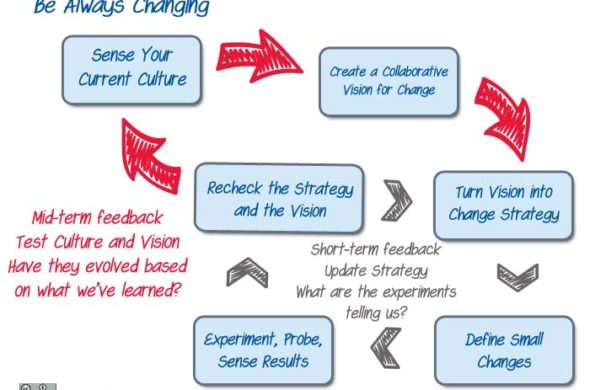 Be Always Changing
Sense Your
Current Culture
Create a Collaborative
Vision for Change
Recheck the Strategy
and the Vision
Turn Vision into
Change Strategy
Mid-term feedback
Test Culture and Vision
Have they evolved based
on what we've learned?
Short-term feedback
Update Strategy
What are the experiments
telling us?
Experiment, Probe,
Sense Results
Define Small
Changes